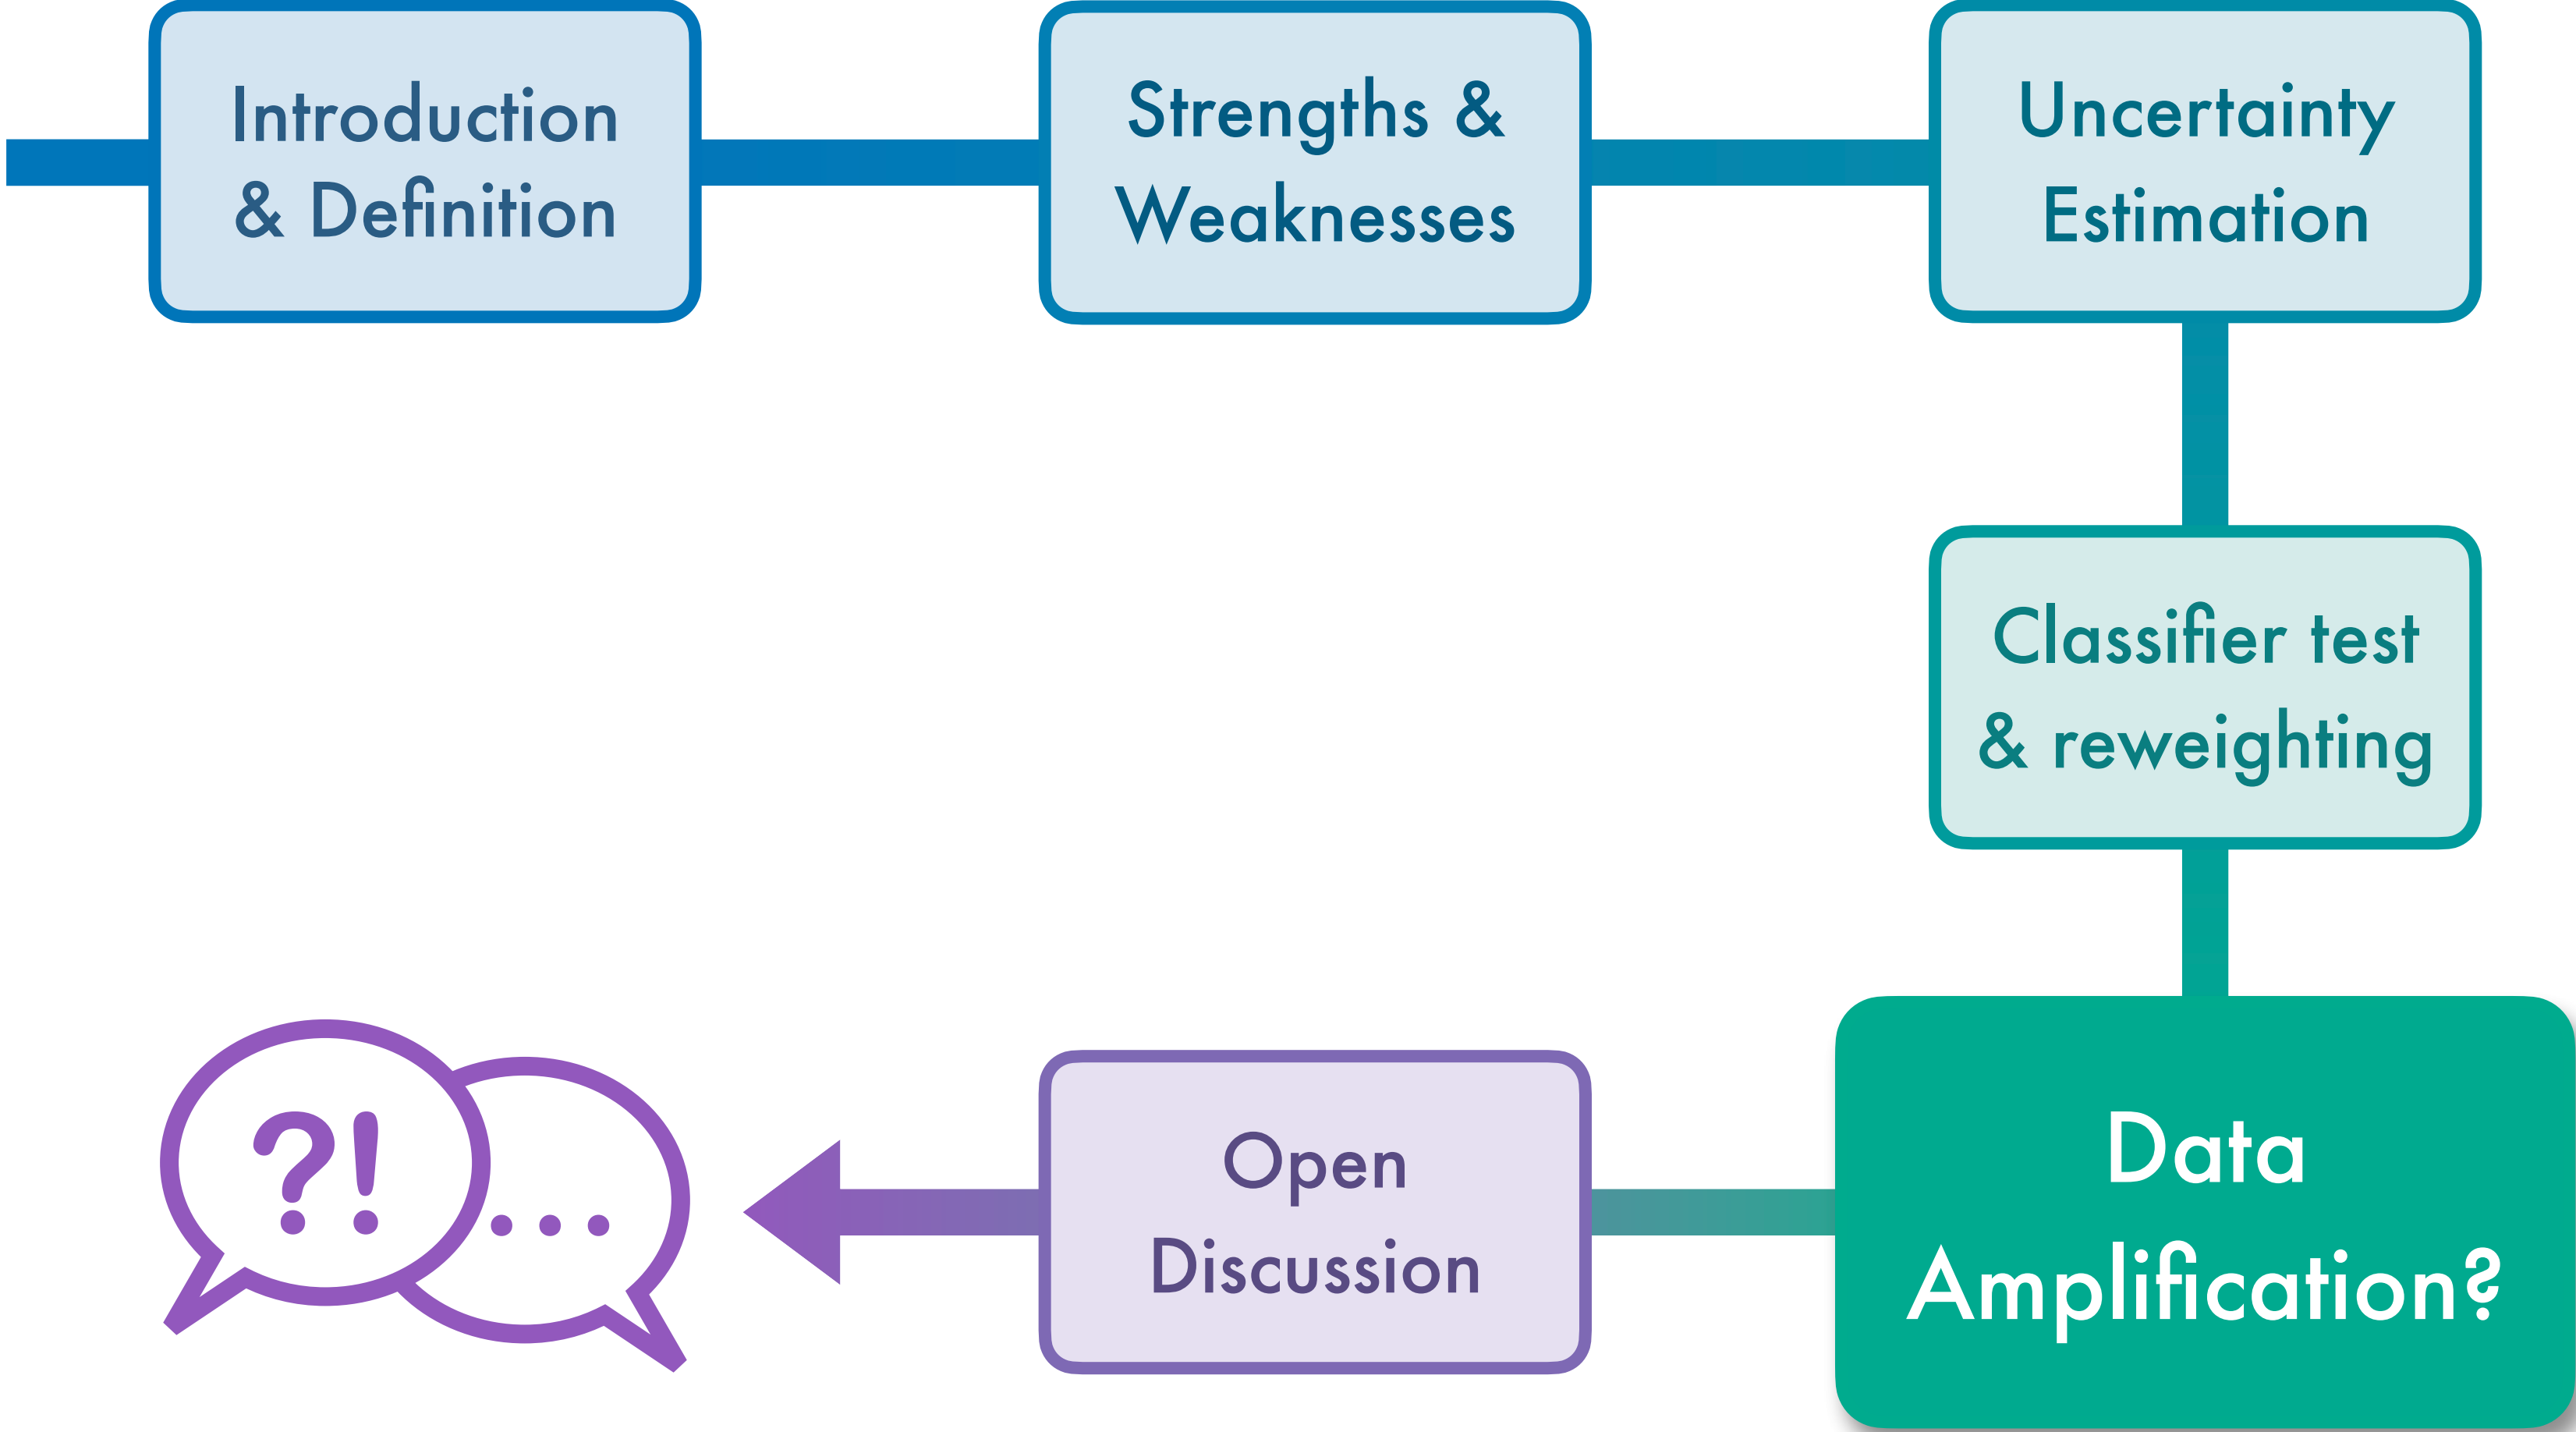 Introduction
& Definition
Strengths &
Weaknesses
Uncertainty
Estimation
Classifier test
& reweighting
Data
Amplification?
Open
Discussion
?!
...